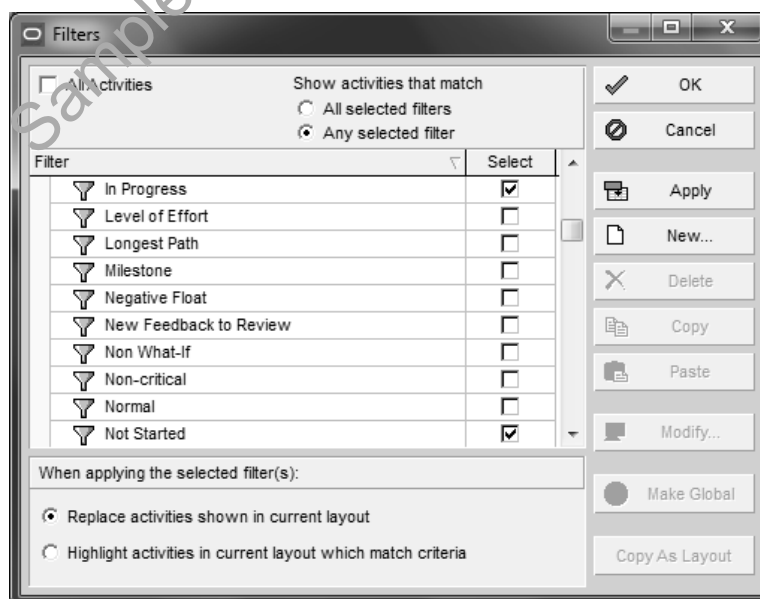 Filters
Sample
All Activities
Show activities that match
All selected filters
Any selected filter
Filter Select
In Progress
Level of Effort
Longest Path
Milestone
Negative Float
New Feedback to Review
Non What-If
Non-critical
Normal
Not Started
When applying the selected filter(s):
Replace activities shown in current layout
Highlight activities in current layout which match criteria
OK
Cancel
Apply
New...
Delete
Copy
Paste
Modify...
Make Global
Copy As Layout